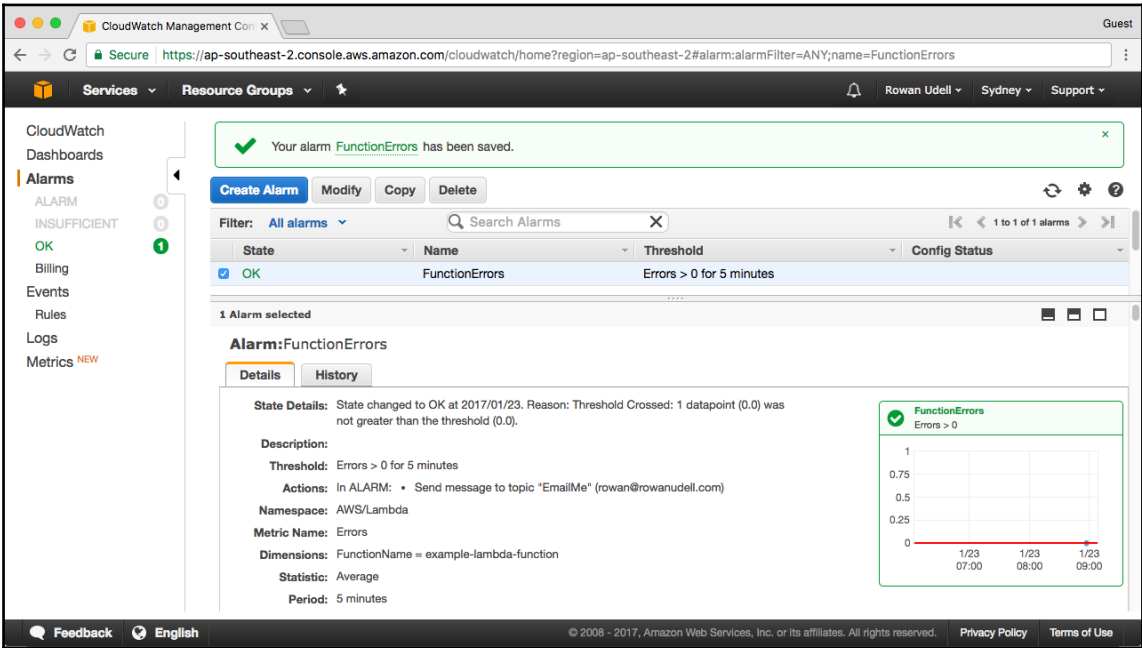 CloudWatch Management Con
Guest
Secure https://ap-southeast-2.console.aws.amazon.com/cloudwatch/home?region=ap-southeast-2#alarm:alarmFilter=ANY;name=FunctionErrors
Services Resource Groups Rowan Udell Sydney Support
CloudWatch
Dashboards
Alarms
ALARM 0
INSUFFICIENT 0
OK 1
Billing
Events
Rules
Logs
Metrics NEW
Your alarm FunctionErrors has been saved.
Create Alarm Modify Copy Delete
Filter: All alarms Search Alarms 1 to 1 of 1 alarms
State Name Threshold Config Status
OK FunctionErrors Errors > 0 for 5 minutes
1 Alarm selected
Alarm:FunctionErrors
Details History
State Details: State changed to OK at 2017/01/23. Reason: Threshold Crossed: 1 datapoint (0.0) was
not greater than the threshold (0.0).
Description:
Threshold: Errors > 0 for 5 minutes
Actions: In ALARM: • Send message to topic "EmailMe" (rowan@rowanudell.com)
Namespace: AWS/Lambda
Metric Name: Errors
Dimensions: FunctionName = example-lambda-function
Statistic: Average
Period: 5 minutes
FunctionErrors
Errors > 0
1
0.75
0.5
0.25
0
1/23 1/23 1/23
07:00 08:00 09:00
Feedback English © 2008 - 2017, Amazon Web Services, Inc. or its affiliates. All rights reserved. Privacy Policy Terms of Use